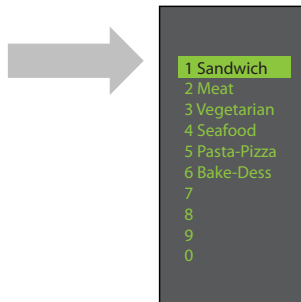 1 Sandwich
2 Meat
3 Vegetarian
4 Seafood
5 Pasta-Pizza
6 Bake-Dess
7
8
9
0